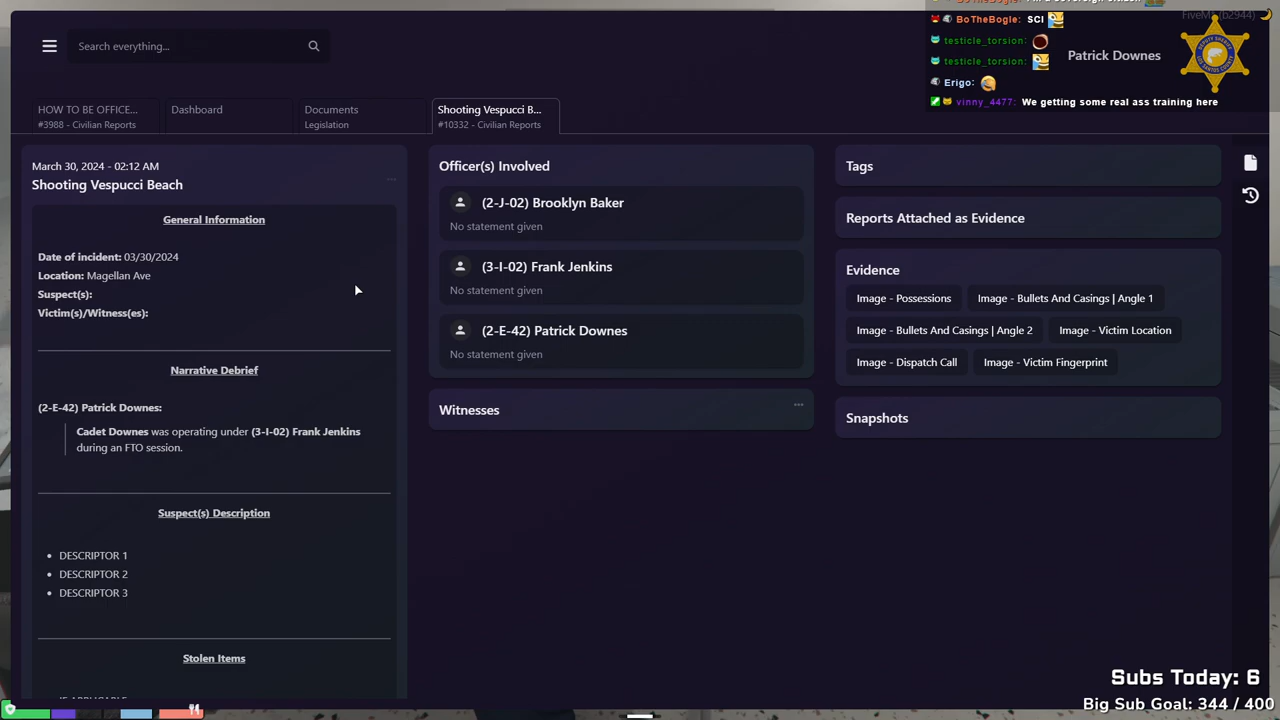 BoTheBogle: SCI
testicle_torsion:
testicle_torsion:
Erigo:
vinny_4477: We getting some real ass training here
FiveM
(b2944)
Search everything...
Patrick Downes
HOW TO BE OFFICE...
#3988 - Civilian Reports
Dashboard
Documents
Legislation
Shooting Vespucci B...
#10332 - Civilian Reports
March 30, 2024 - 02:12 AM
Shooting Vespucci Beach
General Information
Date of incident: 03/30/2024
Location: Magellan Ave
Suspect(s):
Victim(s)/Witness(es):
Narrative Debrief
(2-E-42) Patrick Downes:
Cadet Downes was operating under (3-I-02) Frank Jenkins
during an FTO session.
Suspect(s) Description
• DESCRIPTOR 1
• DESCRIPTOR 2
• DESCRIPTOR 3
Stolen Items
Officer(s) Involved
(2-J-02) Brooklyn Baker
No statement given
(3-I-02) Frank Jenkins
No statement given
(2-E-42) Patrick Downes
No statement given
Witnesses
Tags
Reports Attached as Evidence
Evidence
Image - Possessions
Image - Bullets And Casings | Angle 1
Image - Bullets And Casings | Angle 2
Image - Victim Location
Image - Dispatch Call
Image - Victim Fingerprint
Snapshots
Subs Today: 6
Big Sub Goal: 344 / 400